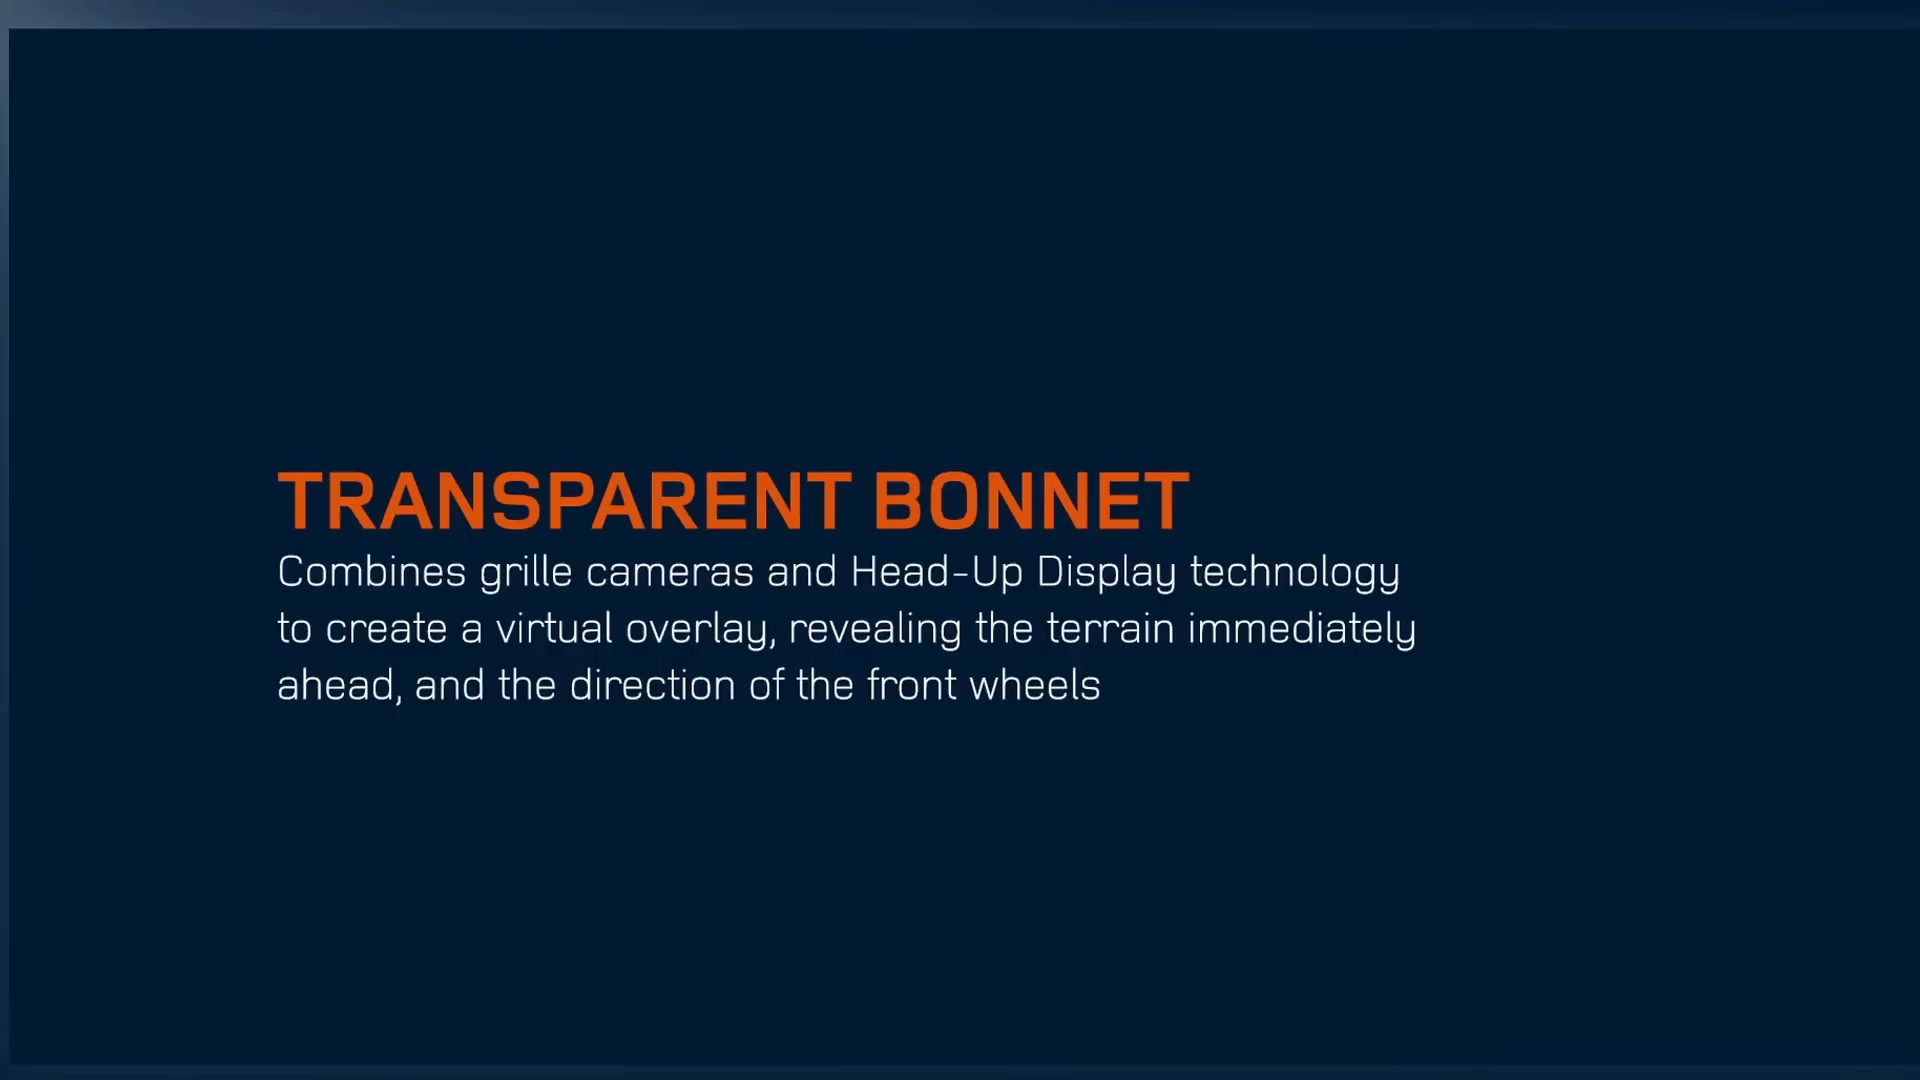 TRANSPARENT BONNET
Combines grille cameras and Head-Up Display technology
to create a virtual overlay, revealing the terrain immediately
ahead, and the direction of the front wheels